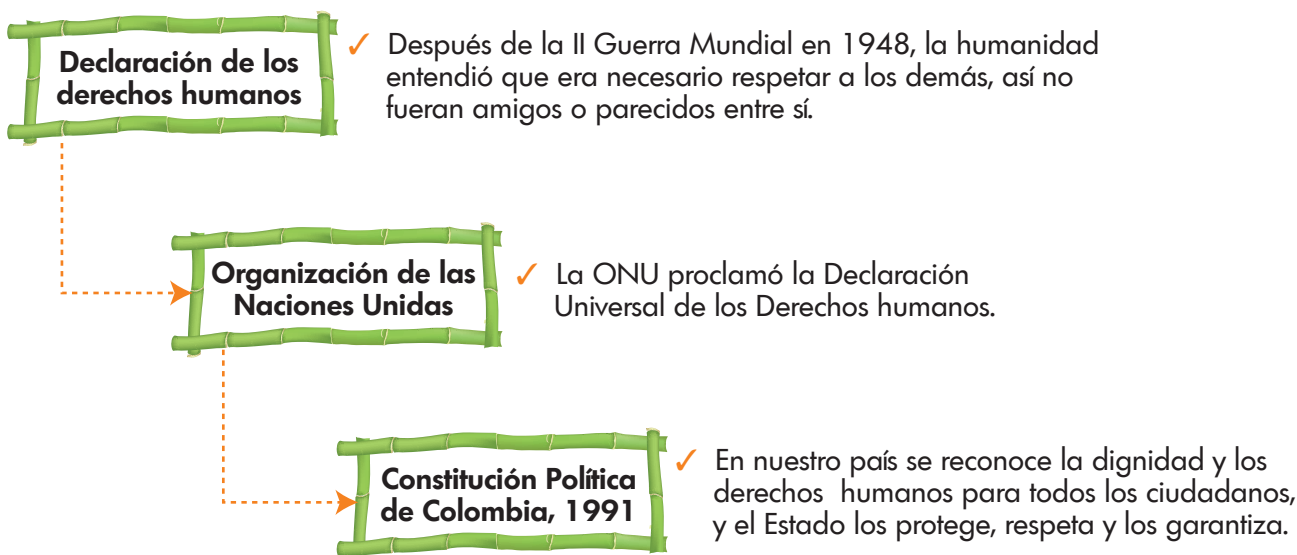 Declaración de los
derechos humanos
✓ Después de la II Guerra Mundial en 1948, la humanidad
entendió que era necesario respetar a los demás, así no
fueran amigos o parecidos entre sí.
Organización de las
Naciones Unidas
✓ La ONU proclamó la Declaración
Universal de los Derechos humanos.
Constitución Política
de Colombia, 1991
✓ En nuestro país se reconoce la dignidad y los
derechos humanos para todos los ciudadanos,
y el Estado los protege, respeta y los garantiza.